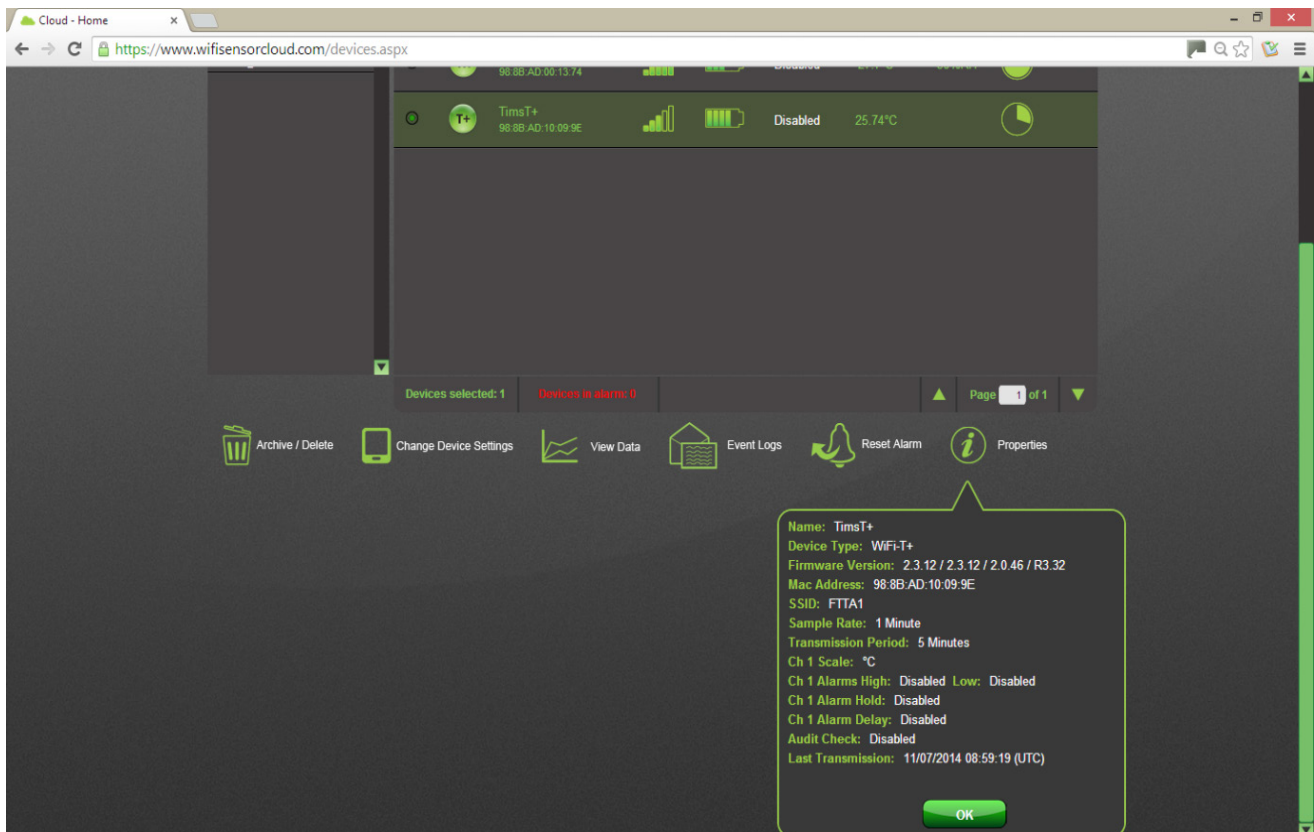 Cloud - Home
https://www.wifisensorcloud.com/devices.aspx
98:8B:AD:00:13:74
Disabled
T+
TimsT+
98:8B:AD:10:09:9E
Disabled
25.74°C
Devices selected: 1
Devices in alarm: 0
Page 1 of 1
Archive / Delete
Change Device Settings
View Data
Event Logs
Reset Alarm
i
Properties
Name: TimsT+
Device Type: WiFi-T+
Firmware Version: 2.3.12 / 2.3.12 / 2.0.46 / R3.32
Mac Address: 98:8B:AD:10:09:9E
SSID: FTTA1
Sample Rate: 1 Minute
Transmission Period: 5 Minutes
Ch 1 Scale: °C
Ch 1 Alarms High: Disabled Low: Disabled
Ch 1 Alarm Hold: Disabled
Ch 1 Alarm Delay: Disabled
Audit Check: Disabled
Last Transmission: 11/07/2014 08:59:19 (UTC)
OK